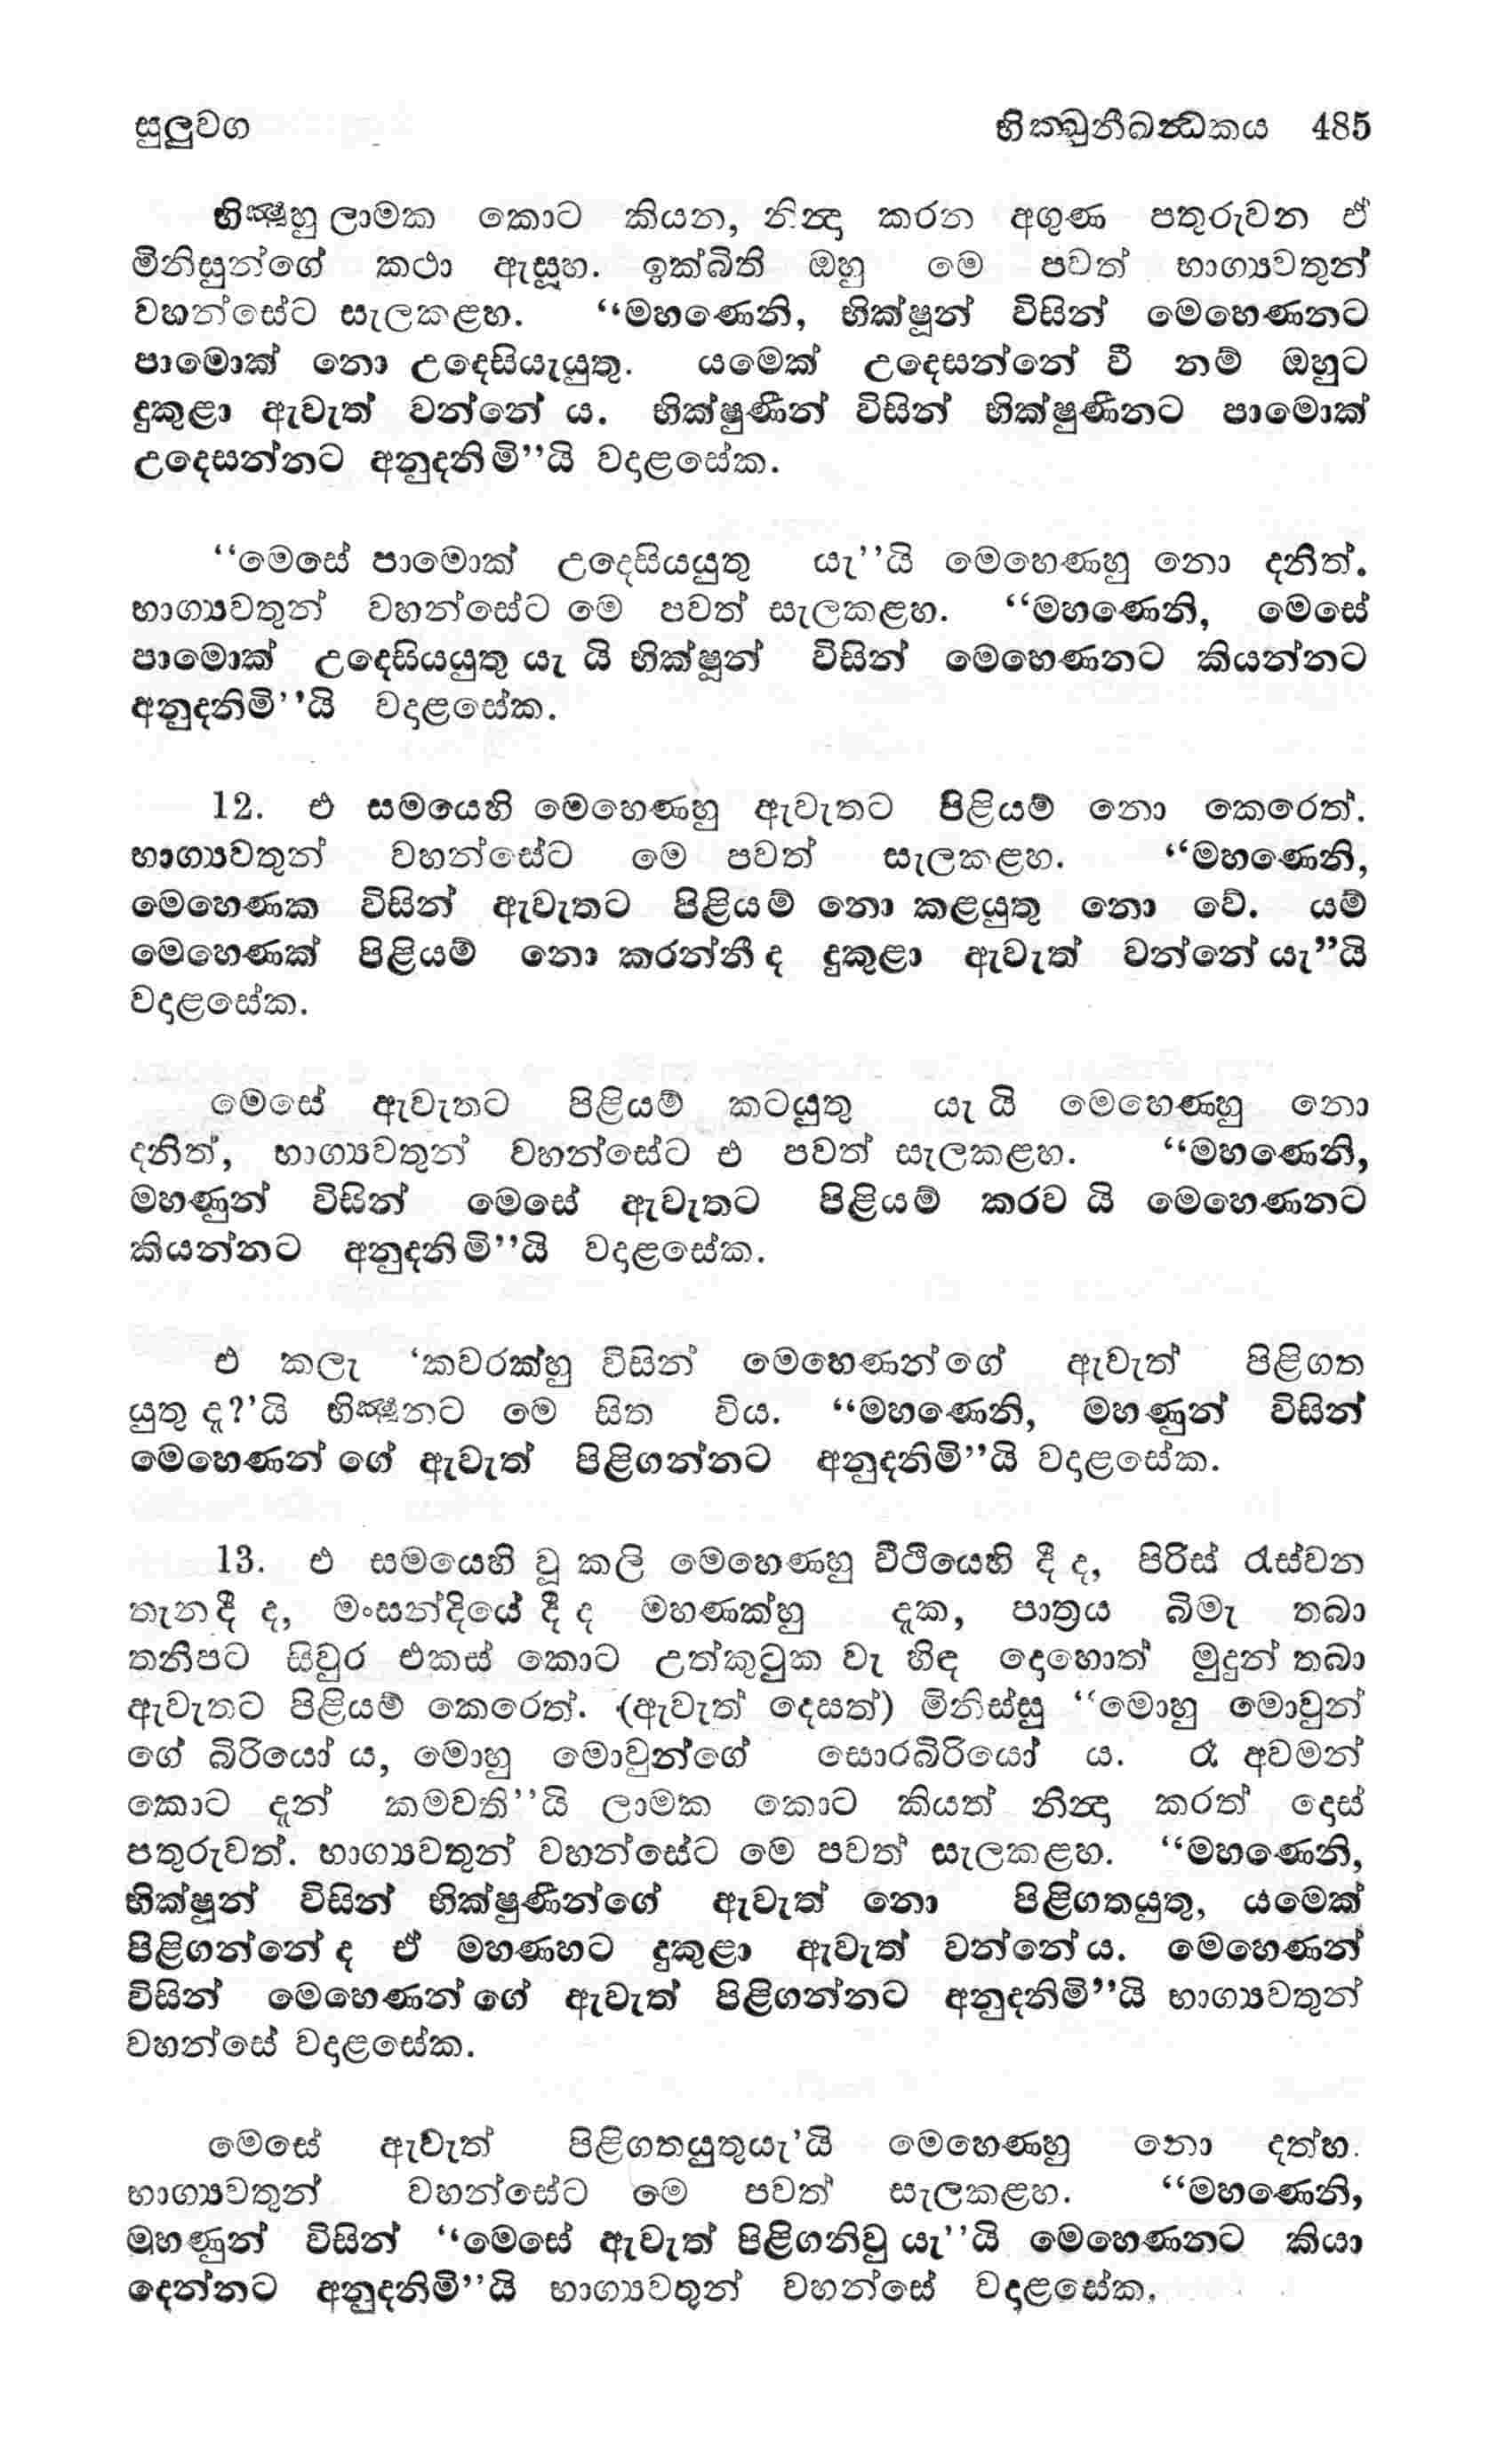 සුලුවග භික්ඛුනීඛන්ධකය 485
භික්ෂුහු ලාමක කොට කියන, නින්දා කරන අගුණ පතුරුවන ඒ
මිනිසුන්ගේ කථා ඇසූහ. ඉක්බිති ඔහු මෙ පවත් භාග්‍යවතුන්
වහන්සේට සැලකළහ. “මහණෙනි, භික්ෂූන් විසින් මෙහෙණනට
පාමොක් නො උදෙසියැයුතු. යමෙක් උදෙසන්නේ වී නම් ඔහුට
දුකුළා ඇවැත් වන්නේ ය. භික්ෂුණීන් විසින් භික්ෂුණීනට පාමොක්
උදෙසන්නට අනුදනිමි”යි වදාළසේක.
“මෙසේ පාමොක් උදෙසියයුතු යැ”යි මෙහෙණහු නො දනිත්.
භාග්‍යවතුන් වහන්සේට මෙ පවත් සැලකළහ. “මහණෙනි, මෙසේ
පාමොක් උදෙසියයුතු යැ යි භික්ෂූන් විසින් මෙහෙණනට කියන්නට
අනුදනිමි”යි වදාළසේක.
12. එ සමයෙහි මෙහෙණහු ඇවැතට පිළියම් නො කෙරෙත්.
භාග්‍යවතුන් වහන්සේට මෙ පවත් සැලකළහ. “මහණෙනි,
මෙහෙණක විසින් ඇවැතට පිළියම් නො කළයුතු නො වේ. යම්
මෙහෙණක් පිළියම් නො කරන්නී ද දුකුළා ඇවැත් වන්නේ යැ”යි
වදාළසේක.
මෙසේ ඇවැතට පිළියම් කටයුතු යැ යි මෙහෙණහු නො
දනිත්, භාග්‍යවතුන් වහන්සේට එ පවත් සැලකළහ. “මහණෙනි,
මහණුන් විසින් මෙසේ ඇවැතට පිළියම් කරව යි මෙහෙණනට
කියන්නට අනුදනිමි”යි වදාළසේක.
එ කලැ ‘කවරක්හු විසින් මෙහෙණන්ගේ ඇවැත් පිළිගත
යුතු දැ?’යි භික්ෂූනට මෙ සිත විය. “මහණෙනි, මහණුන් විසින්
මෙහෙණන් ගේ ඇවැත් පිළිගන්නට අනුදනිමි”යි වදාළසේක.
13. එ සමයෙහි වූ කලි මෙහෙණහු වීථියෙහි දී ද, පිරිස් රැස්වන
තැනදී ද, මංසන්දියේ දී ද මහණක්හු දැක, පාත්‍රය බිමැ තබා
තනිපට සිවුර එකස් කොට උත්කුටුක වැ හිඳ දොහොත් මුදුන් තබා
ඇවැතට පිළියම් කෙරෙත්. (ඇවැත් දෙසත්) මිනිස්සු “මොහු මොවුන්
ගේ බිරියෝ ය, මොහු මොවුන්ගේ සොරබිරියෝ ය. රෑ අවමන්
කොට දැන් කමවති”යි ලාමක කොට කියත් නින්දා කරත් දොස්
පතුරුවත්. භාග්‍යවතුන් වහන්සේට මෙ පවත් සැලකළහ. “මහණෙනි,
භික්ෂූන් විසින් භික්ෂුණීන්ගේ ඇවැත් නො පිළිගතයුතු, යමෙක්
පිළිගන්නේ ද ඒ මහණහට දුකුළා ඇවැත් වන්නේ ය. මෙහෙණන්
විසින් මෙහෙණන් ගේ ඇවැත් පිළිගන්නට අනුදනිමි”යි භාග්‍යවතුන්
වහන්සේ වදාළසේක.
මෙසේ ඇවැත් පිළිගතයුතුයැ’යි මෙහෙණහු නො දත්හ.
භාග්‍යවතුන් වහන්සේට මෙ පවත් සැලකළහ. “මහණෙනි,
මහණුන් විසින් “මෙසේ ඇවැත් පිළිගනිවු යැ”යි මෙහෙණනට කියා
දෙන්නට අනුදනිමි”යි භාග්‍යවතුන් වහන්සේ වදාළසේක.